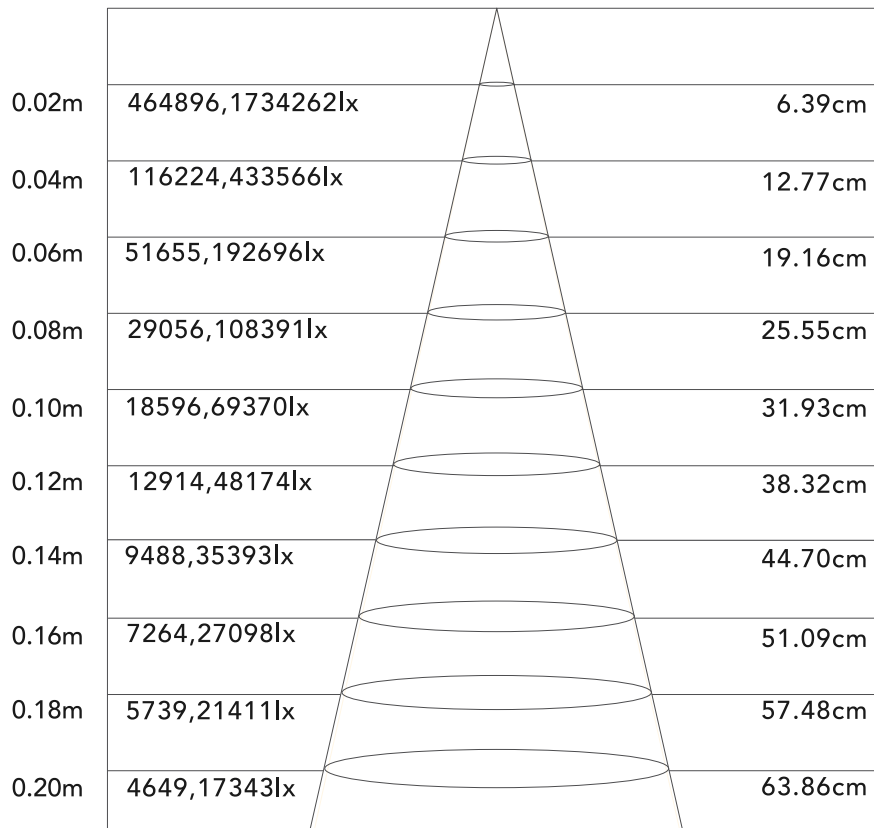 0.02m 464896,1734262lx 6.39cm
0.04m 116224,433566lx 12.77cm
0.06m 51655,192696lx 19.16cm
0.08m 29056,108391lx 25.55cm
0.10m 18596,69370lx 31.93cm
0.12m 12914,48174lx 38.32cm
0.14m 9488,35393lx 44.70cm
0.16m 7264,27098lx 51.09cm
0.18m 5739,21411lx 57.48cm
0.20m 4649,17343lx 63.86cm